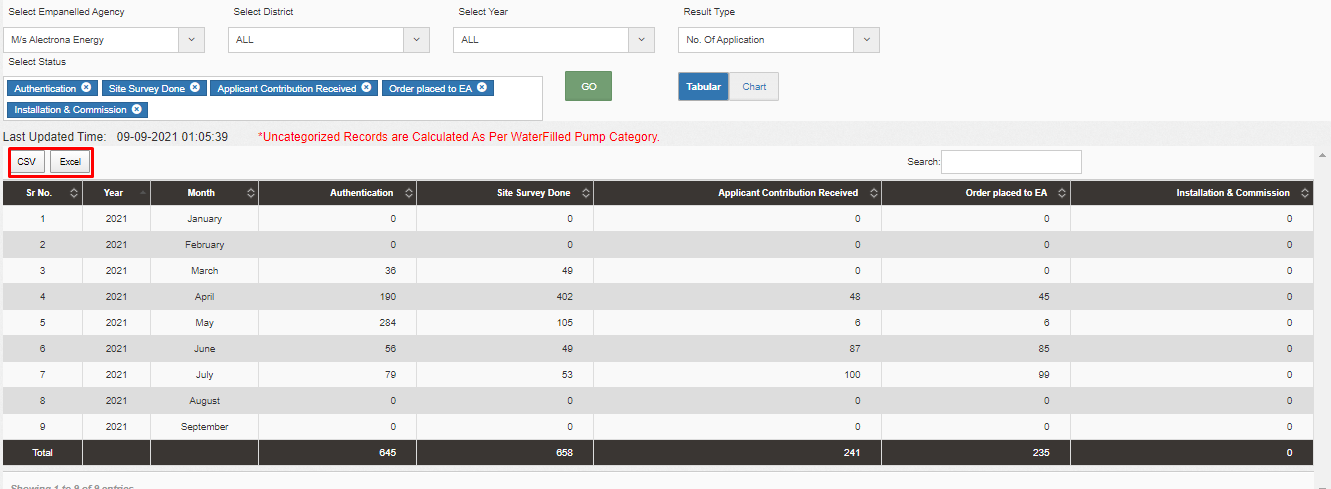 Select Empanelled Agency Select District Select Year Result Type
M/s Alectrona Energy ALL ALL No. Of Application
Select Status
Authentication Site Survey Done Applicant Contribution Received Order placed to EA
Installation & Commission
GO Tabular Chart
Last Updated Time: 09-09-2021 01:05:39 *Uncategorized Records are Calculated As Per WaterFilled Pump Category.
CSV Excel Search:
Sr No. Year Month Authentication Site Survey Done Applicant Contribution Received Order placed to EA Installation & Commission
1 2021 January 0 0 0 0 0
2 2021 February 0 0 0 0 0
3 2021 March 36 49 0 0 0
4 2021 April 190 402 48 45 0
5 2021 May 284 105 6 6 0
6 2021 June 56 49 87 85 0
7 2021 July 79 53 100 99 0
8 2021 August 0 0 0 0 0
9 2021 September 0 0 0 0 0
Total 645 658 241 235 0
Showing 1 to 9 of 9 entries